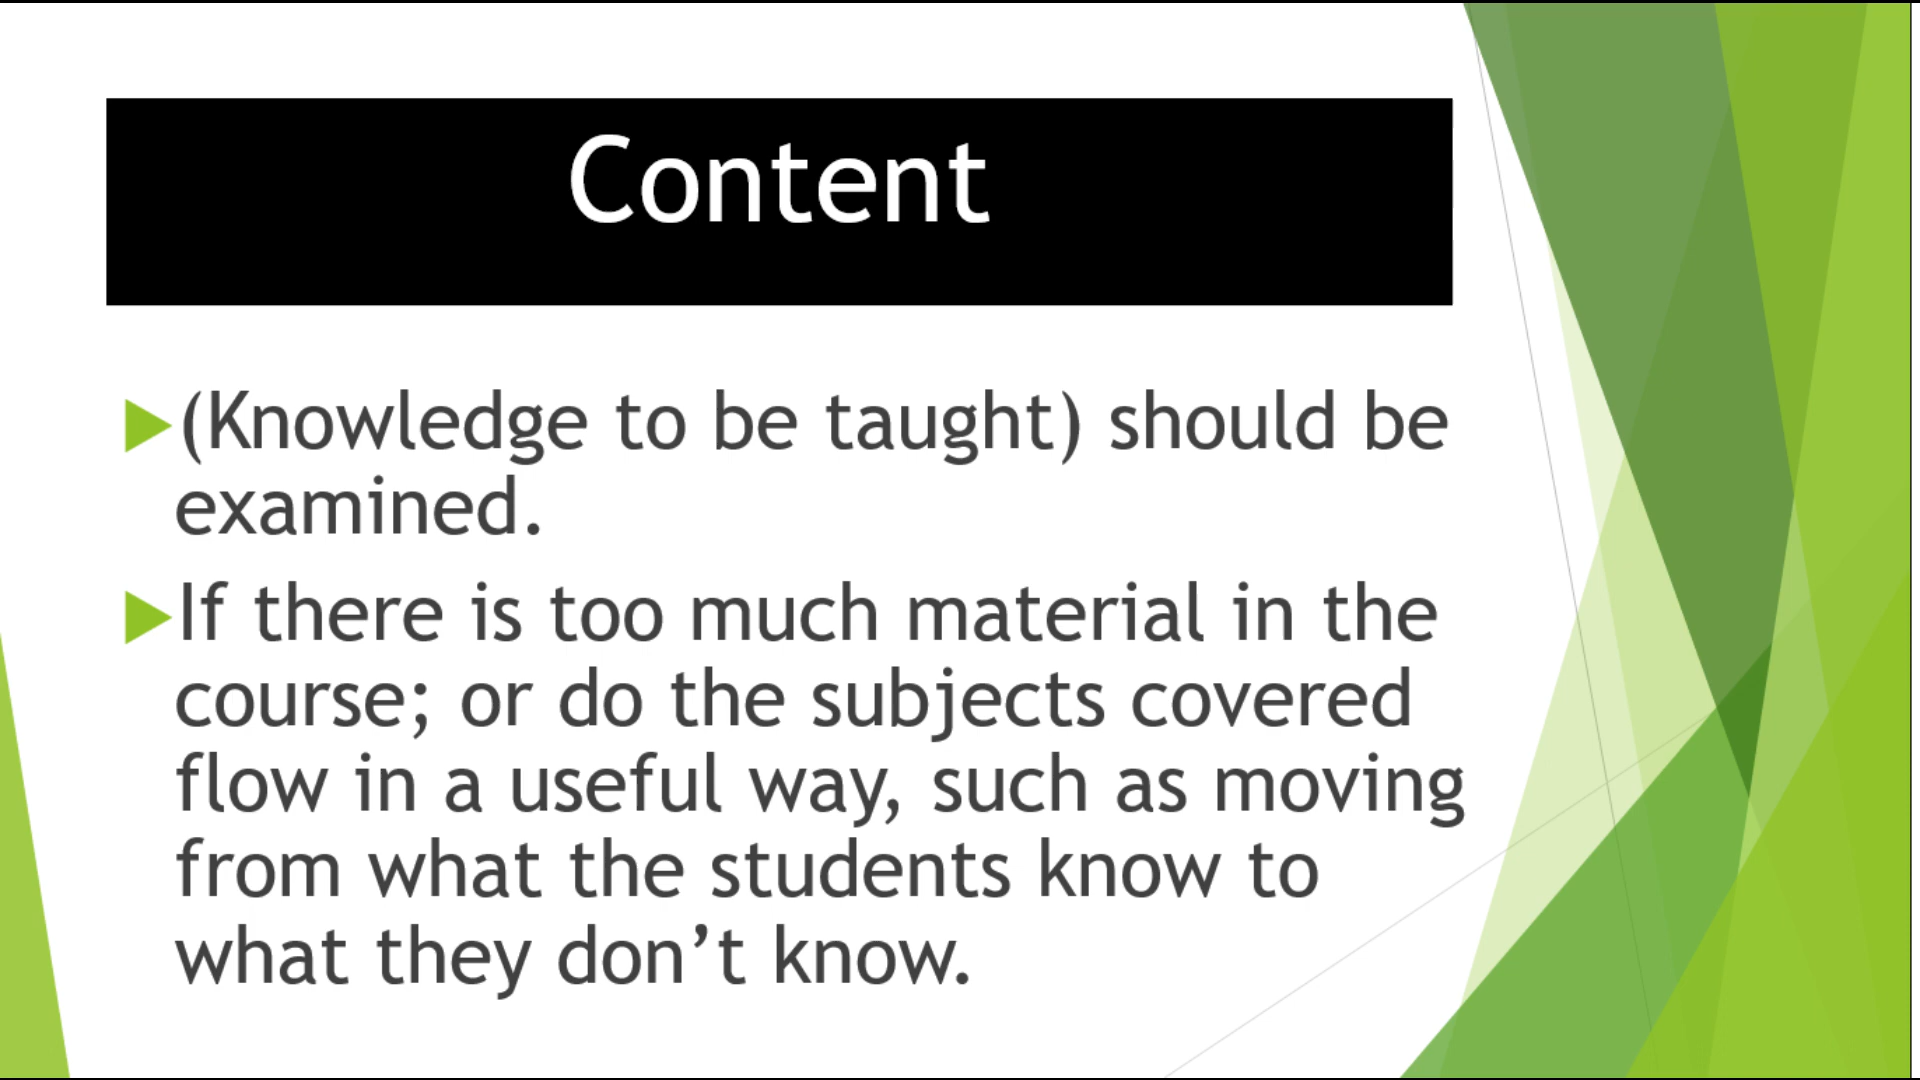 Content
(Knowledge to be taught) should be
examined.
If there is too much material in the
course; or do the subjects covered
flow in a useful way, such as moving
from what the students know to
what they don’t know.